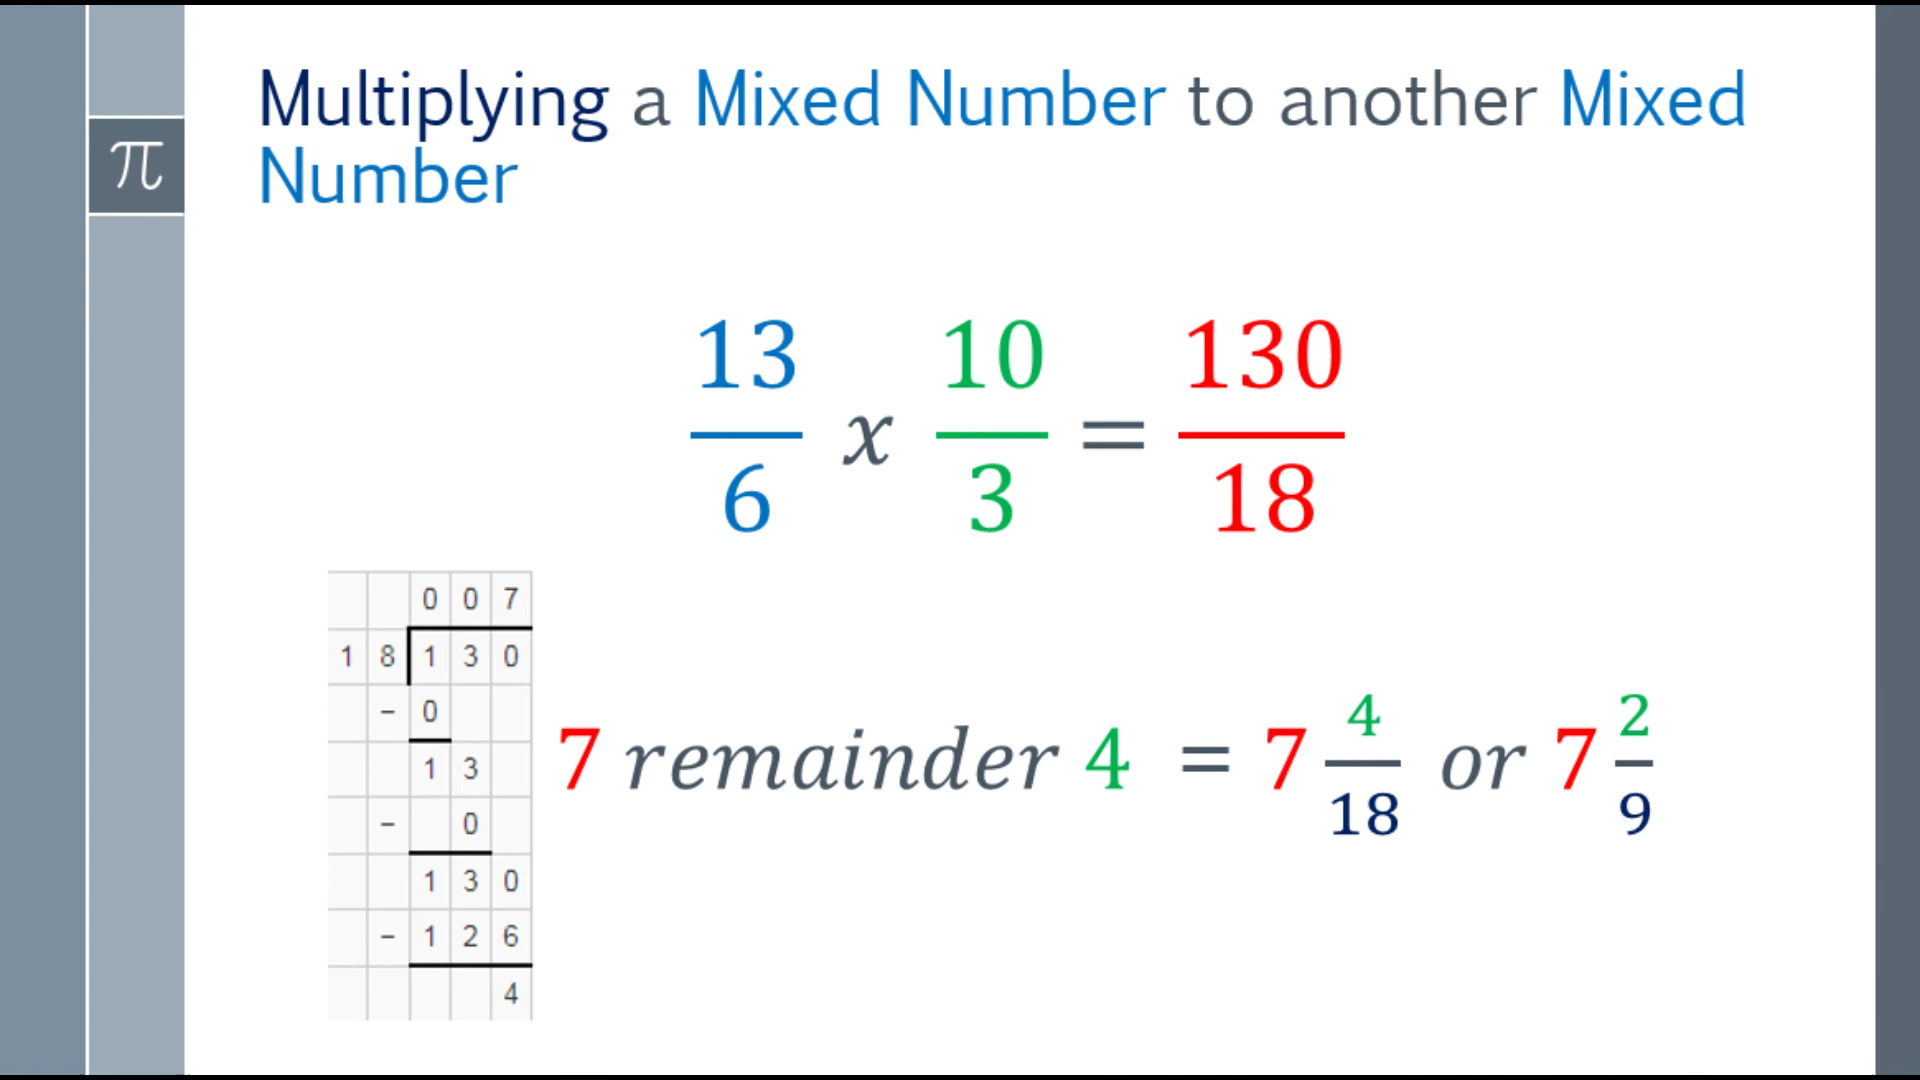 Multiplying a Mixed Number to another Mixed
Number
π
13/6 x 10/3 = 130/18
0 0 7
1 8 1 3 0
- 0
1 3
- 0
1 3 0
- 1 2 6
4
7 remainder 4 = 7 4/18 or 7 2/9